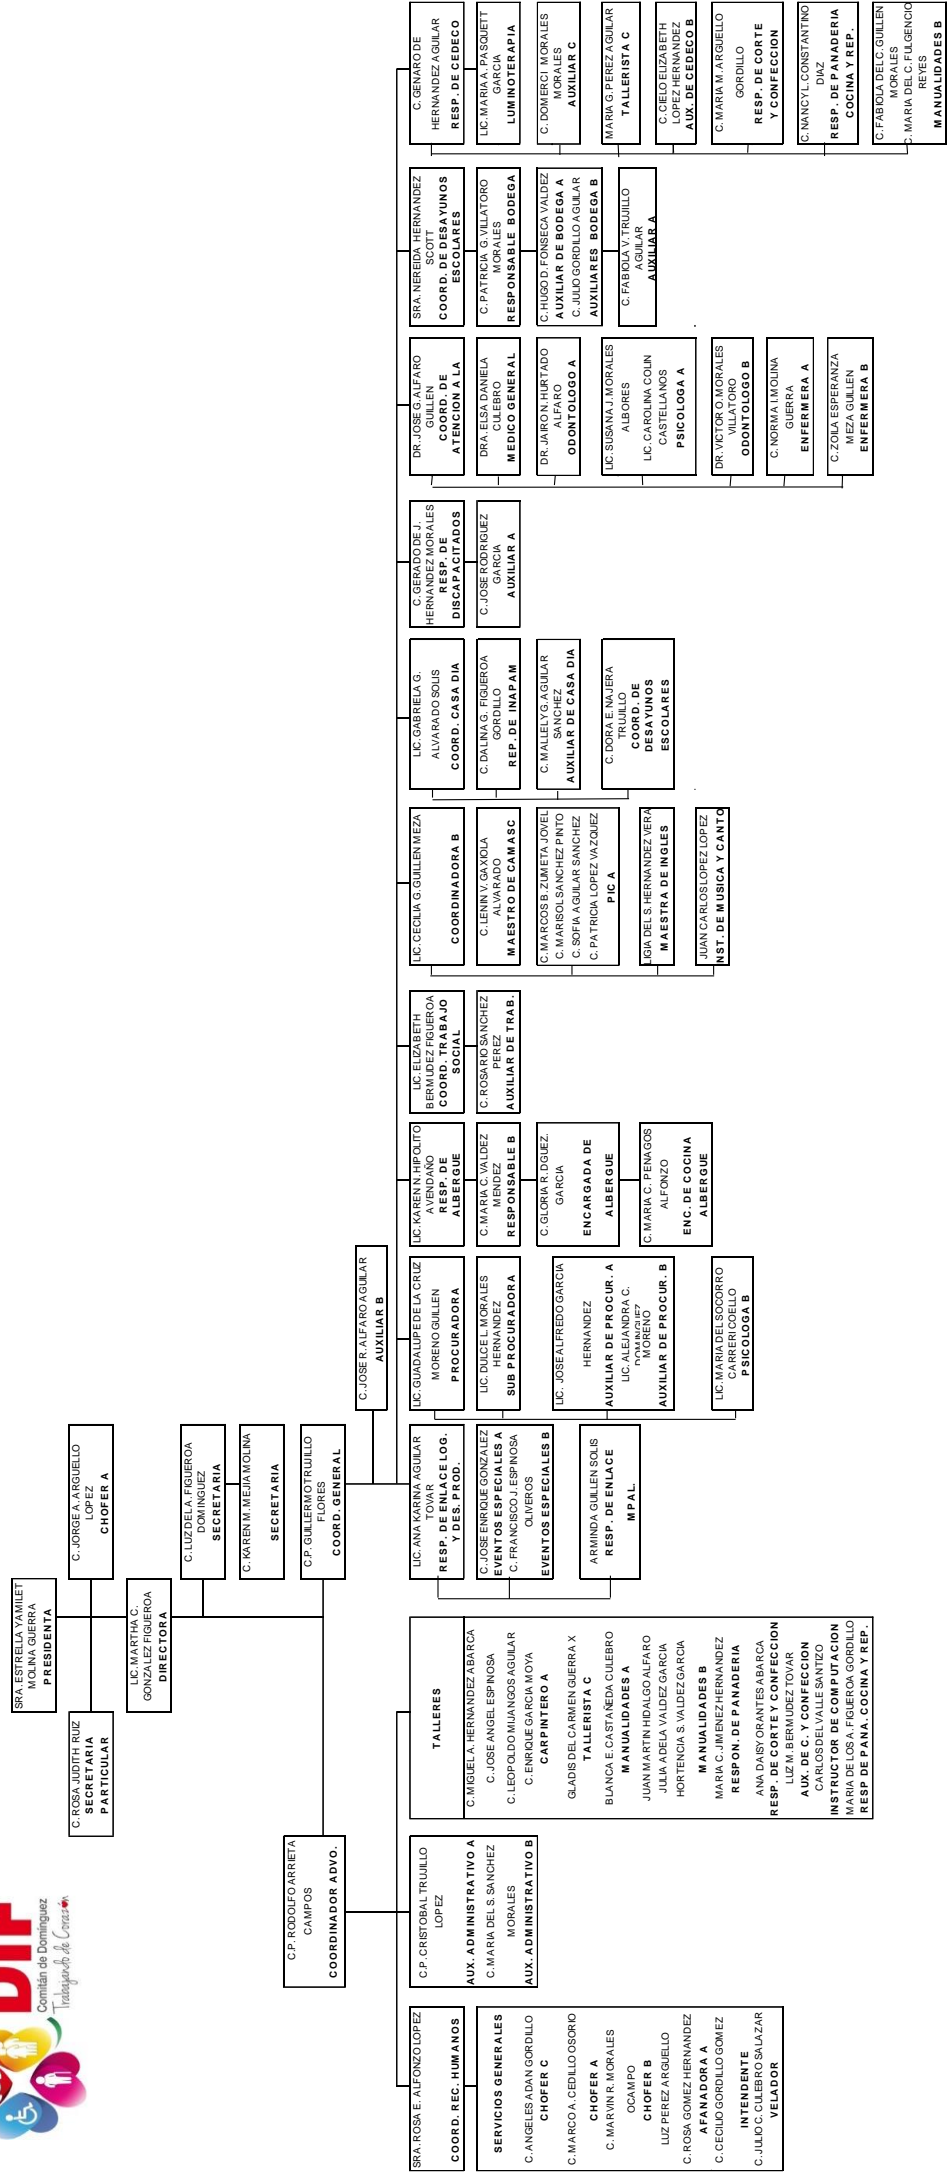 DIF
Comitán de Domínguez
Trabajando de Corazón
SRA. ESTRELLA YAMILET
MOLINA GUERRA
PRESIDENTA
C. ROSA JUDITH RUIZ
SECRETARIA
PARTICULAR
C. JORGE A. ARGUELLO
LOPEZ
CHOFER A
LIC. MARTHA C.
GONZALEZ FIGUEROA
DIRECTORA
C. LUZ DEL A. FIGUEROA
DOMINGUEZ
SECRETARIA
C. KAREN M. MEJIA MOLINA
SECRETARIA
C.P. RODOLFO ARRIETA
CAMPOS
COORDINADOR ADVO.
C.P. GUILLERMO TRUJILLO
FLORES
COORD. GENERAL
C. JOSE R. ALFARO AGUILAR
AUXILIAR B
SRA. ROSA E. ALFONZO LOPEZ
COORD. REC. HUMANOS
SERVICIOS GENERALES
C. ANGELES ADAN GORDILLO
CHOFER C
C. MARCO A. CEDILLO OSORIO
CHOFER A
C. MARVIN R. MORALES
OCAMPO
CHOFER B
LUZ PEREZ ARGUELLO
C. ROSA GOMEZ HERNANDEZ
AFANADORA A
C. CECILIO GORDILLO GOMEZ
INTENDENTE
C. JULIO C. CULEBRO SALAZAR
VELADOR
C.P. CRISTOBAL TRUJILLO
LOPEZ
AUX. ADMINISTRATIVO A
C. MARIA DEL S. SANCHEZ
MORALES
AUX. ADMINISTRATIVO B
TALLERES
C. MIGUEL A. HERNANDEZ ABARCA
C. JOSE ANGEL ESPINOSA
C. LEOPOLDO MIJANGOS AGUILAR
C. ENRIQUE GARCIA MOYA
CARPINTERO A
GLADIS DEL CARMEN GUERRA X
TALLERISTA C
BLANCA E. CASTAÑEDA CULEBRO
MANUALIDADES A
JUAN MARTIN HIDALGO ALFARO
JULIA ADELA VALDEZ GARCIA
HORTENCIA S. VALDEZ GARCIA
MANUALIDADES B
MARIA C. JIMENEZ HERNANDEZ
RESPON. DE PANADERIA
ANA DAISY ORANTES ABARCA
RESP. DE CORTE Y CONFECCION
LUZ M. BERMUDEZ TOVAR
AUX. DE C. Y CONFECCION
CARLOS DEL VALLE SANTIZO
INSTRUCTOR DE COMPUTACION
MARIA DE LOS A. FIGUEROA GORDILLO
RESP DE PANA. COCINA Y REP.
LIC. ANA KARINA AGUILAR
TOVAR
RESP. DE ENLACE LOG.
Y DES. PROD.
C. JOSE ENRIQUE GONZALEZ
EVENTOS ESPECIALES A
C. FRANCISCO J. ESPINOSA
OLIVEROS
EVENTOS ESPECIALES B
ARMINDA GUILLEN SOLIS
RESP. DE ENLACE
MPAL.
LIC. GUADALUPE DE LA CRUZ
MORENO GUILLEN
PROCURADORA
LIC. DULCE L. MORALES
HERNANDEZ
SUB PROCURADORA
LIC. JOSE ALFREDO GARCIA
HERNANDEZ
AUXILIAR DE PROCUR. A
LIC. ALEJANDRA C.
DOMINGUEZ
MORENO
AUXILIAR DE PROCUR. B
LIC. MARIA DEL SOCORRO
CARRERI COELLO
PSICOLOGA B
LIC. KAREN N. HIPOLITO
AVENDAÑO
RESP. DE
ALBERGUE
C. MARIA C. VALDEZ
MENDEZ
RESPONSABLE B
C. GLORIA R. DGUEZ.
GARCIA
ENCARGADA DE
ALBERGUE
C. MARIA C. PENAGOS
ALFONZO
ENC. DE COCINA
ALBERGUE
LIC. ELIZABETH
BERMUDEZ FIGUEROA
COORD. TRABAJO
SOCIAL
C. ROSARIO SANCHEZ
PEREZ
AUXILIAR DE TRAB.
LIC. CECILIA G. GUILLEN MEZA
COORDINADORA B
C. LENIN V. GAXIOLA
ALVARADO
MAESTRO DE CAMASC
C. MARCOS B. ZUMETA JOVEL
C. MARISOL SANCHEZ PINTO
C. SOFIA AGUILAR SANCHEZ
C. PATRICIA LOPEZ VAZQUEZ
PIC A
LIGIA DEL S. HERNANDEZ VERA
MAESTRA DE INGLES
JUAN CARLOS LOPEZ LOPEZ
NST. DE MUSICA Y CANTO
LIC. GABRIELA G.
ALVARADO SOLIS
COORD. CASA DIA
C. DALINA G. FIGUEROA
GORDILLO
REP. DE INAPAM
C. MALLELY G. AGUILAR
SANCHEZ
AUXILIAR DE CASA DIA
C. DORA E. NAJERA
TRUJILLO
COORD. DE
DESAYUNOS
ESCOLARES
C. GERADO DE J.
HERNANDEZ MORALES
RESP. DE
DISCAPACITADOS
C. JOSE RODRIGUEZ
GARCIA
AUXILIAR A
DR. JOSE G. ALFARO
GUILLEN
COORD. DE
ATENCION A LA
DRA. ELSA DANIELA
CULEBRO
MEDICO GENERAL
DR. JAIRO N. HURTADO
ALFARO
ODONTOLOGO A
LIC. SUSANA J. MORALES
ALBORES
LIC. CAROLINA COLIN
CASTELLANOS
PSICOLOGA A
DR. VICTOR O. MORALES
VILLATORO
ODONTOLOGO B
C. NORMA I. MOLINA
GUERRA
ENFERMERA A
C. ZOILA ESPERANZA
MEZA GUILLEN
ENFERMERA B
SRA. NEREIDA HERNANDEZ
SCOTT
COORD. DE DESAYUNOS
ESCOLARES
C. PATRICIA G. VILLATORO
MORALES
RESPONSABLE BODEGA
C. HUGO D. FONSECA VALDEZ
AUXILIAR DE BODEGA A
C. JULIO GORDILLO AGUILAR
AUXILIARES BODEGA B
C. FABIOLA V. TRUJILLO
AGUILAR
AUXILIAR A
C. GENARO DE
HERNANDEZ AGUILAR
RESP. DE CEDECO
LIC. MARIA A. PASQUETT
GARCIA
LUMINOTERAPIA
C. DOMERCI MORALES
MORALES
AUXILIAR C
MARIA G. PEREZ AGUILAR
TALLERISTA C
C. CIELO ELIZABETH
LOPEZ HERNANDEZ
AUX. DE CEDECO B
C. MARIA M. ARGUELLO
GORDILLO
RESP. DE CORTE
Y CONFECCION
C. NANCY L. CONSTANTINO
DIAZ
RESP. DE PANADERIA
COCINA Y REP.
C. FABIOLA DEL C. GUILLEN
MORALES
C. MARIA DEL C. FULGENCIO
REYES
MANUALIDADES B